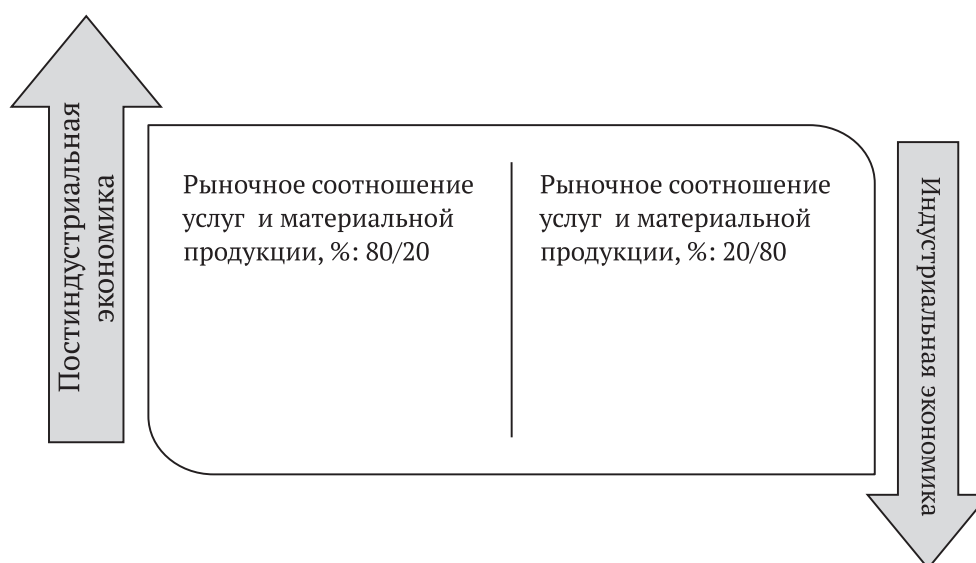 Постиндустриальная
экономика
Рыночное соотношение
услуг и материальной
продукции, %: 80/20
Рыночное соотношение
услуг и материальной
продукции, %: 20/80
Индустриальная экономика